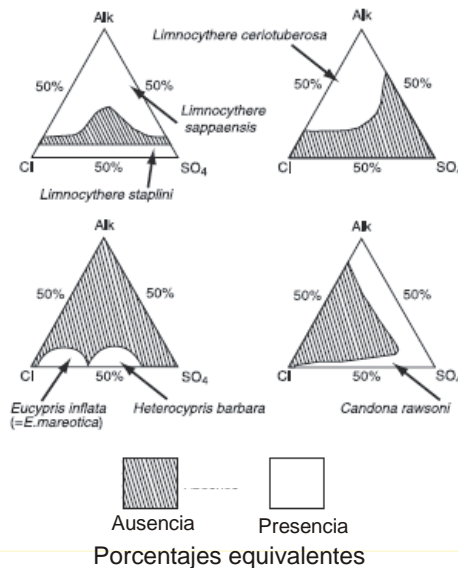 Alk
50%
50%
Cl
50%
SO4
Limnocythere
sappaensis
Limnocythere staplini
Limnocythere ceriotuberosa
Alk
50%
50%
Cl
50%
Alk
50%
50%
Cl
50%
SO4
Eucypris inflata
(=E.mareotica)
Heterocypris barbara
Alk
50%
50%
Cl
50%
Candona rawsoni
Ausencia
Presencia
Porcentajes equivalentes